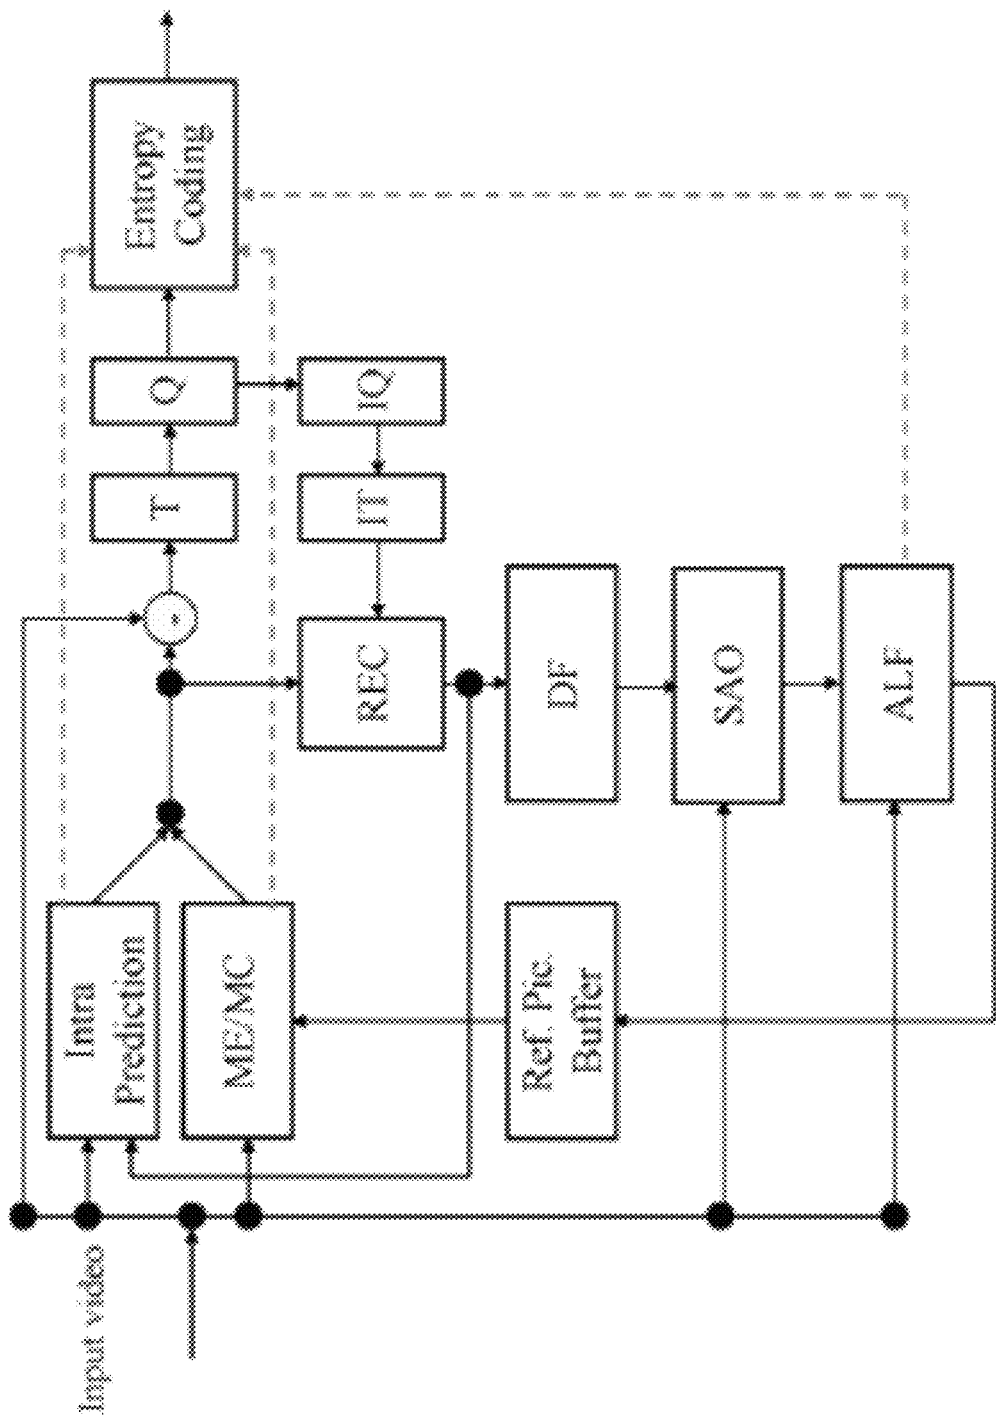 Input video
Intra
Prediction
ME/MC
Ref. Pic.
Buffer
-
T
Q
Entropy
Coding
IQ
IT
REC
DF
SAO
ALF